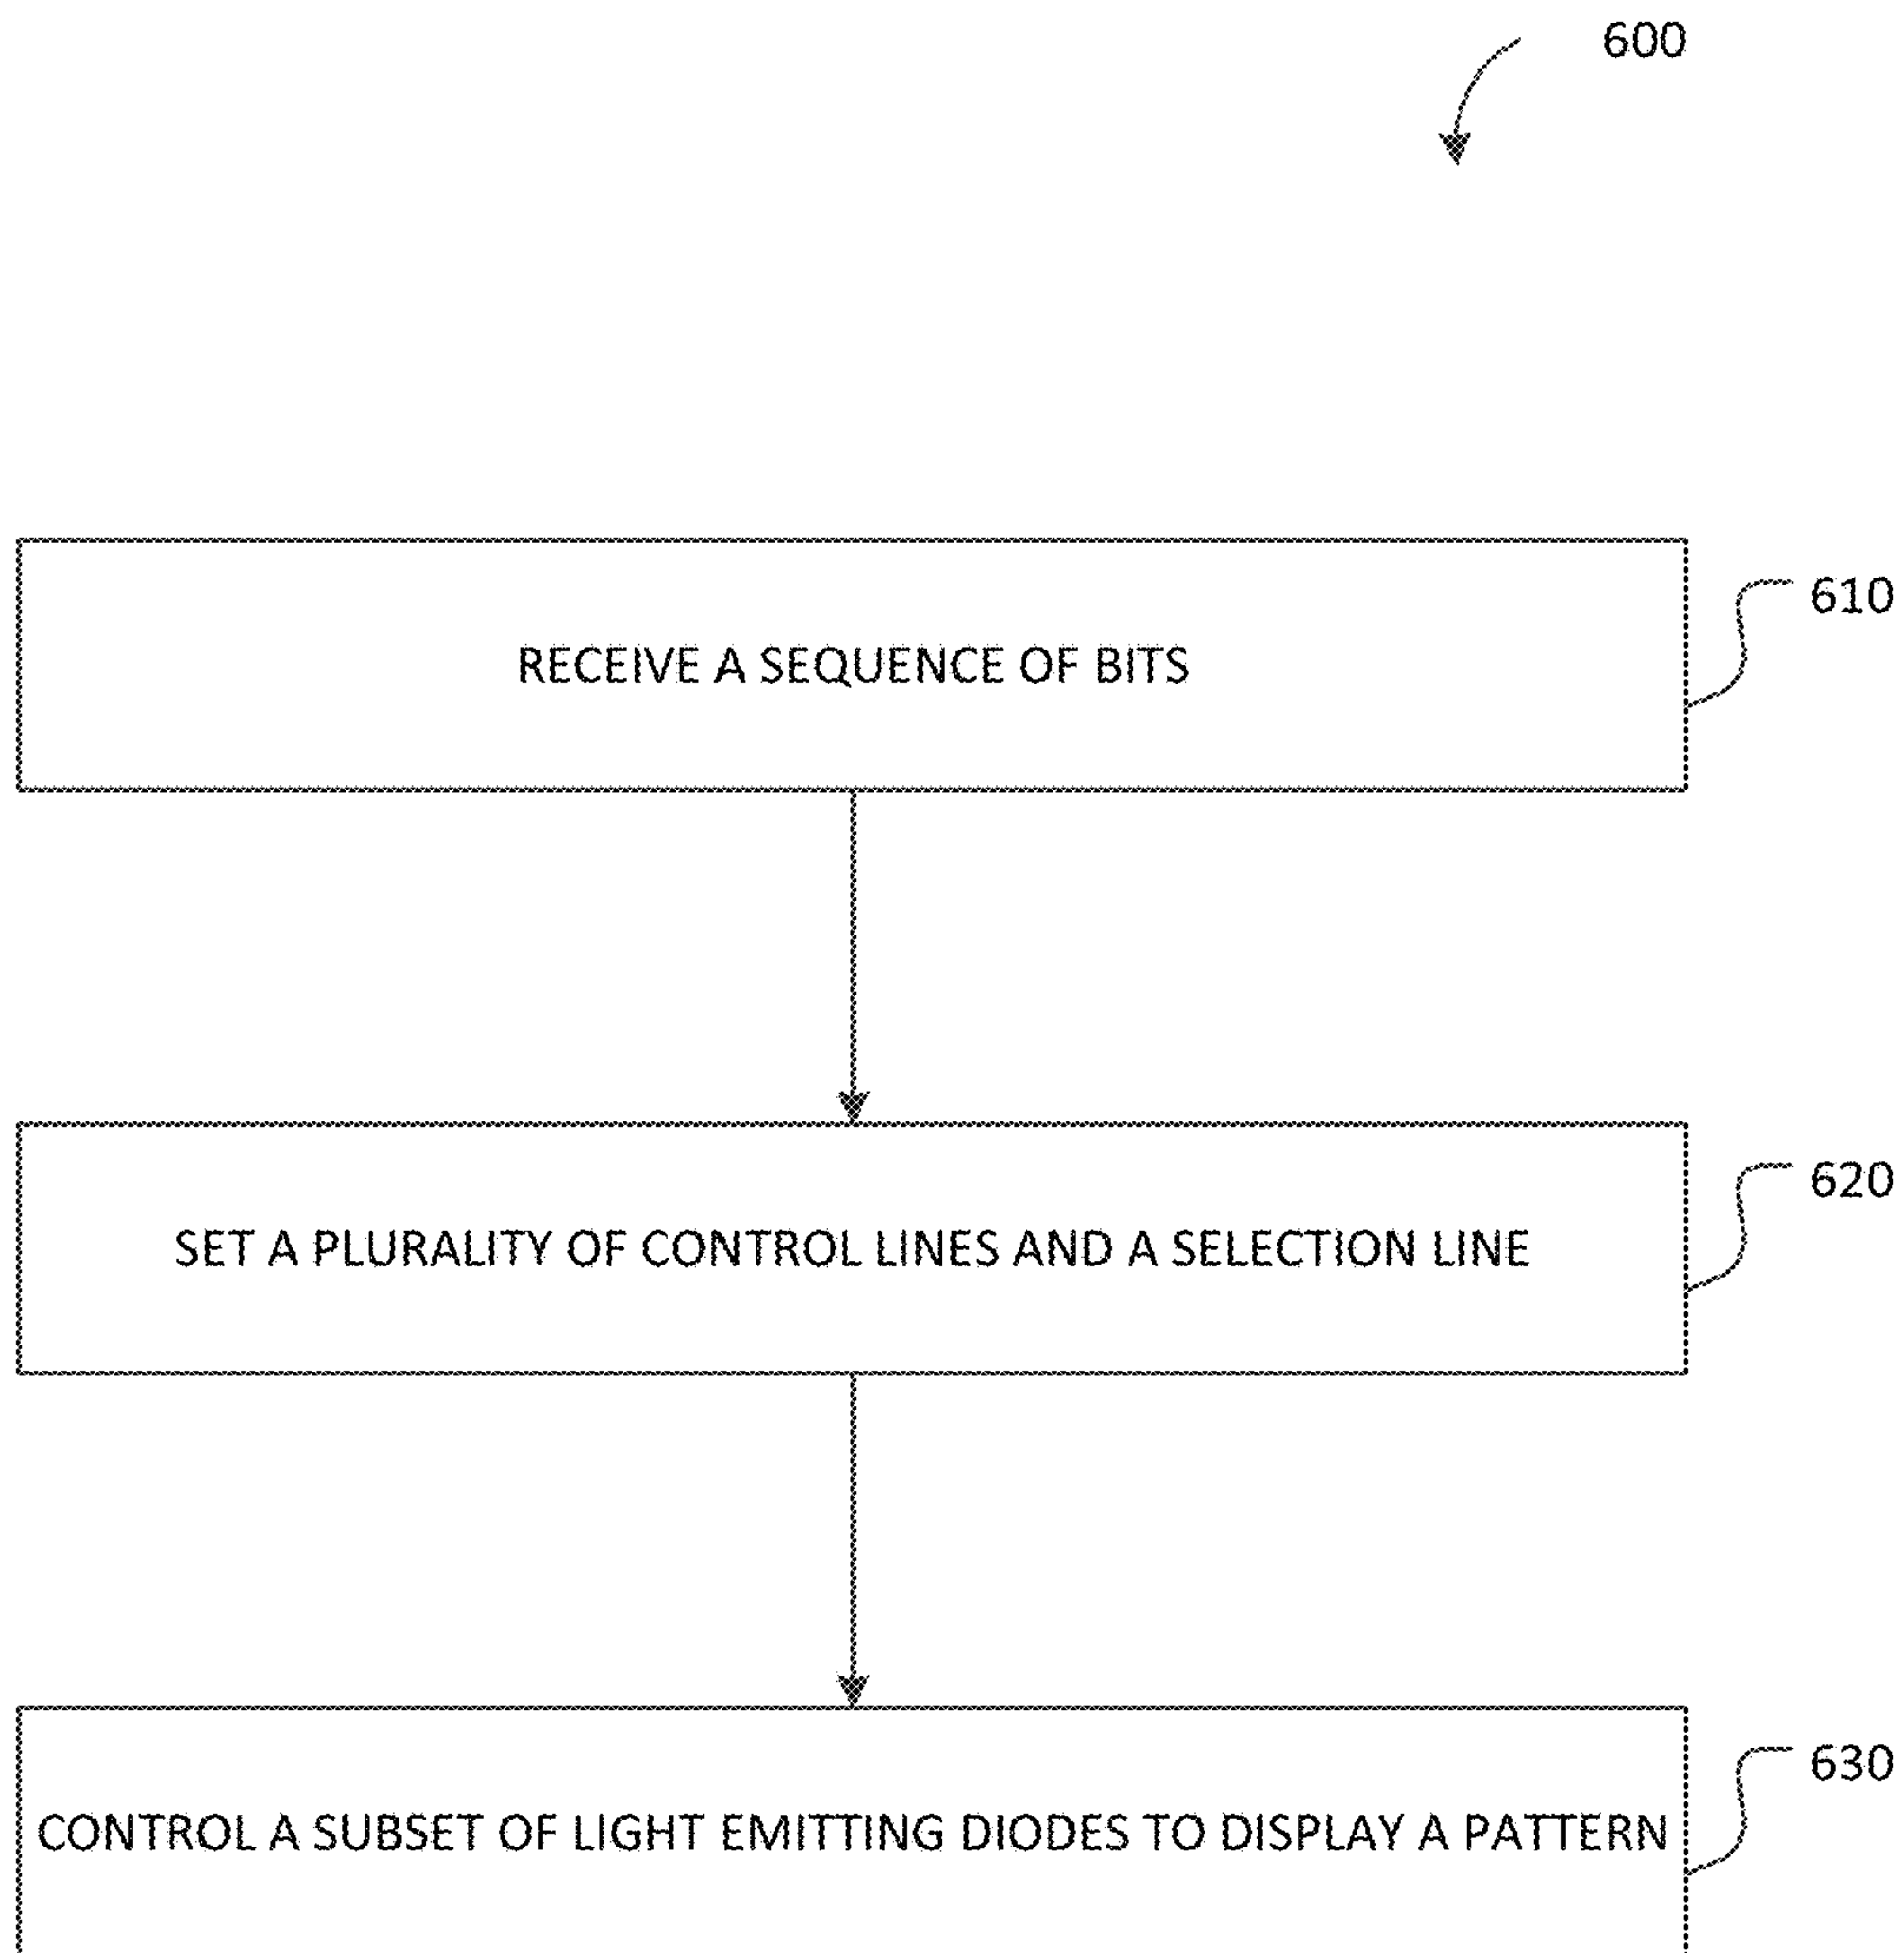 600
RECEIVE A SEQUENCE OF BITS
610
SET A PLURALITY OF CONTROL LINES AND A SELECTION LINE
620
CONTROL A SUBSET OF LIGHT EMITTING DIODES TO DISPLAY A PATTERN
630